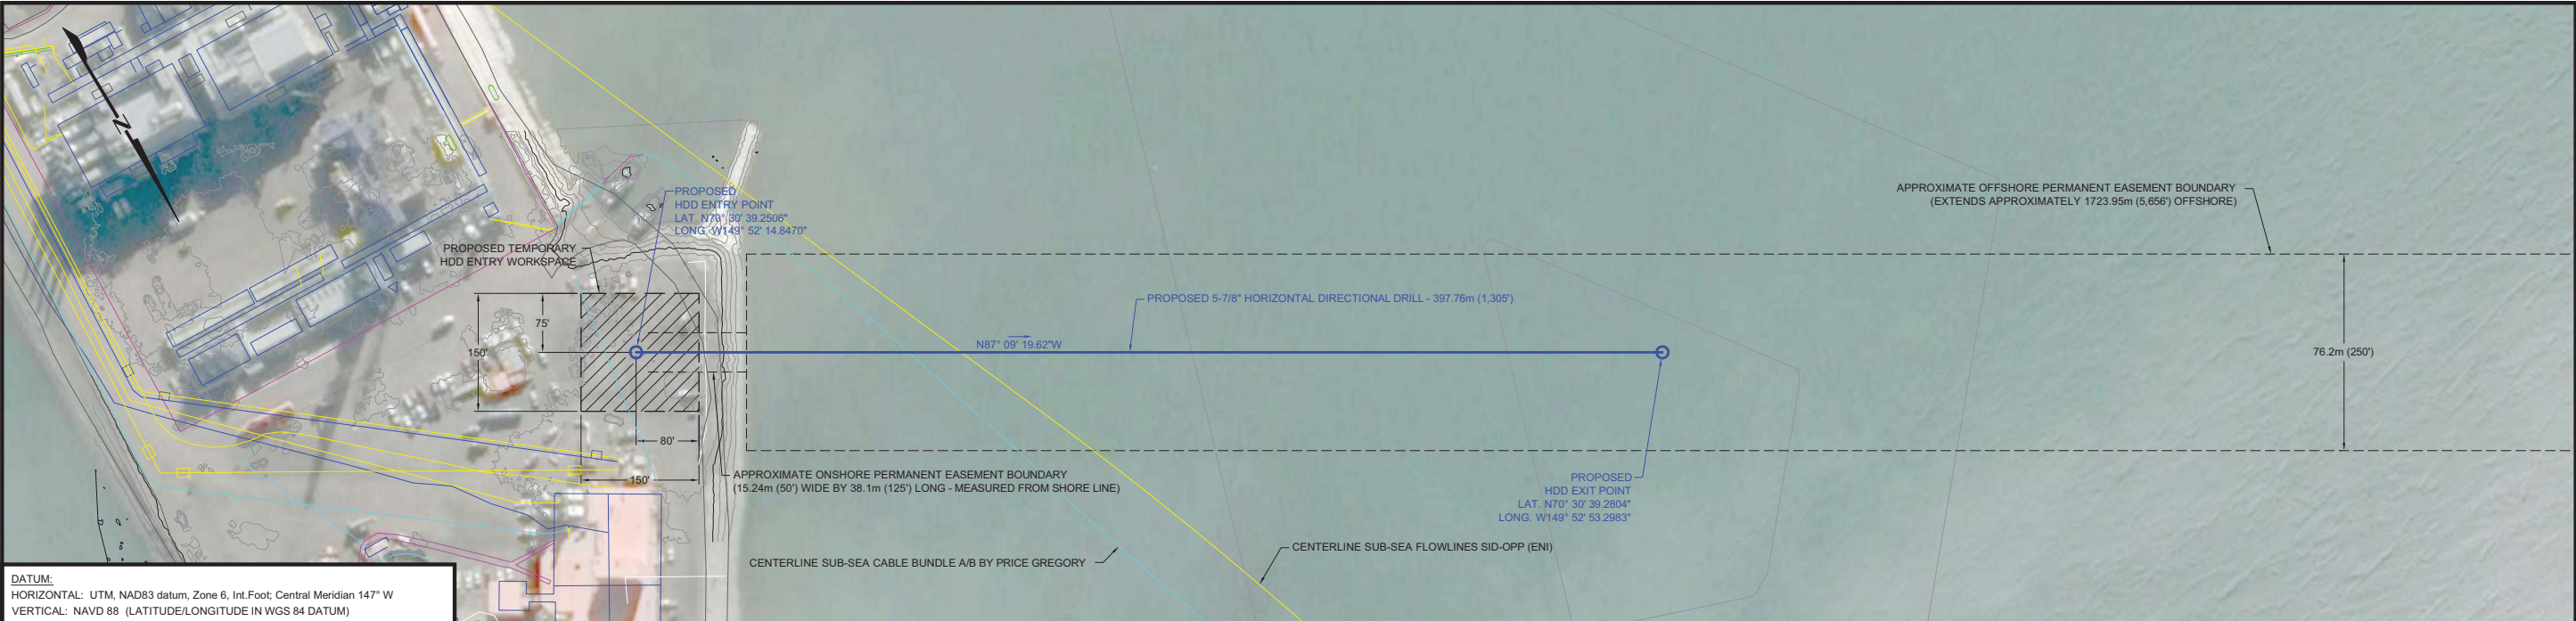 N
PROPOSED
HDD ENTRY POINT
LAT. N70° 30' 39.2506"
LONG. W149° 52' 14.8470"
PROPOSED TEMPORARY
HDD ENTRY WORKSPACE
75'
150'
80'
150'
N87° 09' 19.62"W
PROPOSED 5-7/8" HORIZONTAL DIRECTIONAL DRILL - 397.76m (1,305')
APPROXIMATE OFFSHORE PERMANENT EASEMENT BOUNDARY
(EXTENDS APPROXIMATELY 1723.95m (5,656') OFFSHORE)
76.2m (250')
APPROXIMATE ONSHORE PERMANENT EASEMENT BOUNDARY
(15.24m (50') WIDE BY 38.1m (125') LONG - MEASURED FROM SHORE LINE)
PROPOSED
HDD EXIT POINT
LAT. N70° 30' 39.2804"
LONG. W149° 52' 53.2983"
CENTERLINE SUB-SEA CABLE BUNDLE A/B BY PRICE GREGORY
CENTERLINE SUB-SEA FLOWLINES SID-OPP (ENI)
DATUM:
HORIZONTAL: UTM, NAD83 datum, Zone 6, Int.Foot; Central Meridian 147° W
VERTICAL: NAVD 88 (LATITUDE/LONGITUDE IN WGS 84 DATUM)